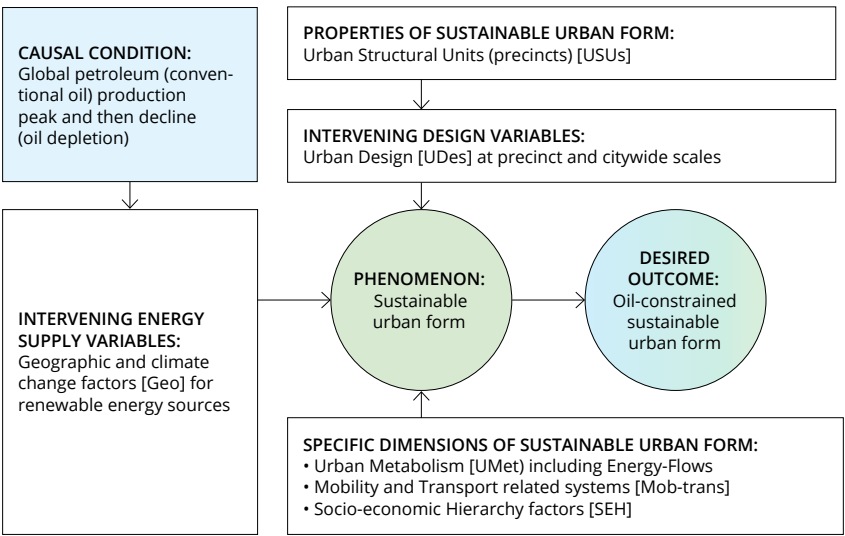 CAUSAL CONDITION:
Global petroleum (conven-
tional oil) production
peak and then decline
(oil depletion)
PROPERTIES OF SUSTAINABLE URBAN FORM:
Urban Structural Units (precincts) [USUs]
INTERVENING DESIGN VARIABLES:
Urban Design [UDes] at precinct and citywide scales
INTERVENING ENERGY
SUPPLY VARIABLES:
Geographic and climate
change factors [Geo] for
renewable energy sources
PHENOMENON:
Sustainable
urban form
DESIRED
OUTCOME:
Oil-constrained
sustainable
urban form
SPECIFIC DIMENSIONS OF SUSTAINABLE URBAN FORM:
• Urban Metabolism [UMet) including Energy-Flows
• Mobility and Transport related systems [Mob-trans]
• Socio-economic Hierarchy factors [SEH]